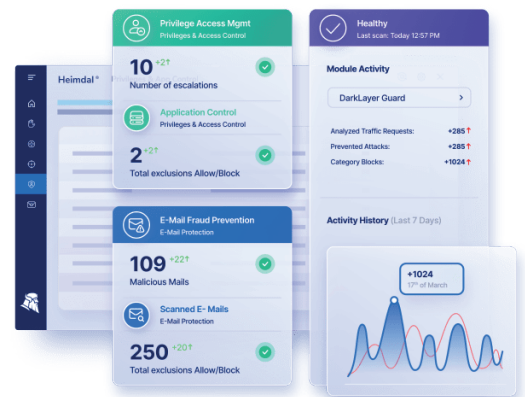 Privilege Access Mgmt
Privileges & Access Control
10 +2↑
Number of escalations
Application Control
Privileges & Access Control
2 +2↑
Total exclusions Allow/Block
Heimdal®
E-Mail Fraud Prevention
E-Mail Protection
109 +22↑
Malicious Mails
Scanned E- Mails
E-Mail Protection
250 +20↑
Total exclusions Allow/Block
Healthy
Last scan: Today 12:57 PM
Module Activity
DarkLayer Guard >
Analyzed Traffic Requests: +285↑
Prevented Attacks: +285↑
Category Blocks: +1024↑
Activity History (Last 7 Days)
+1024
17th of March